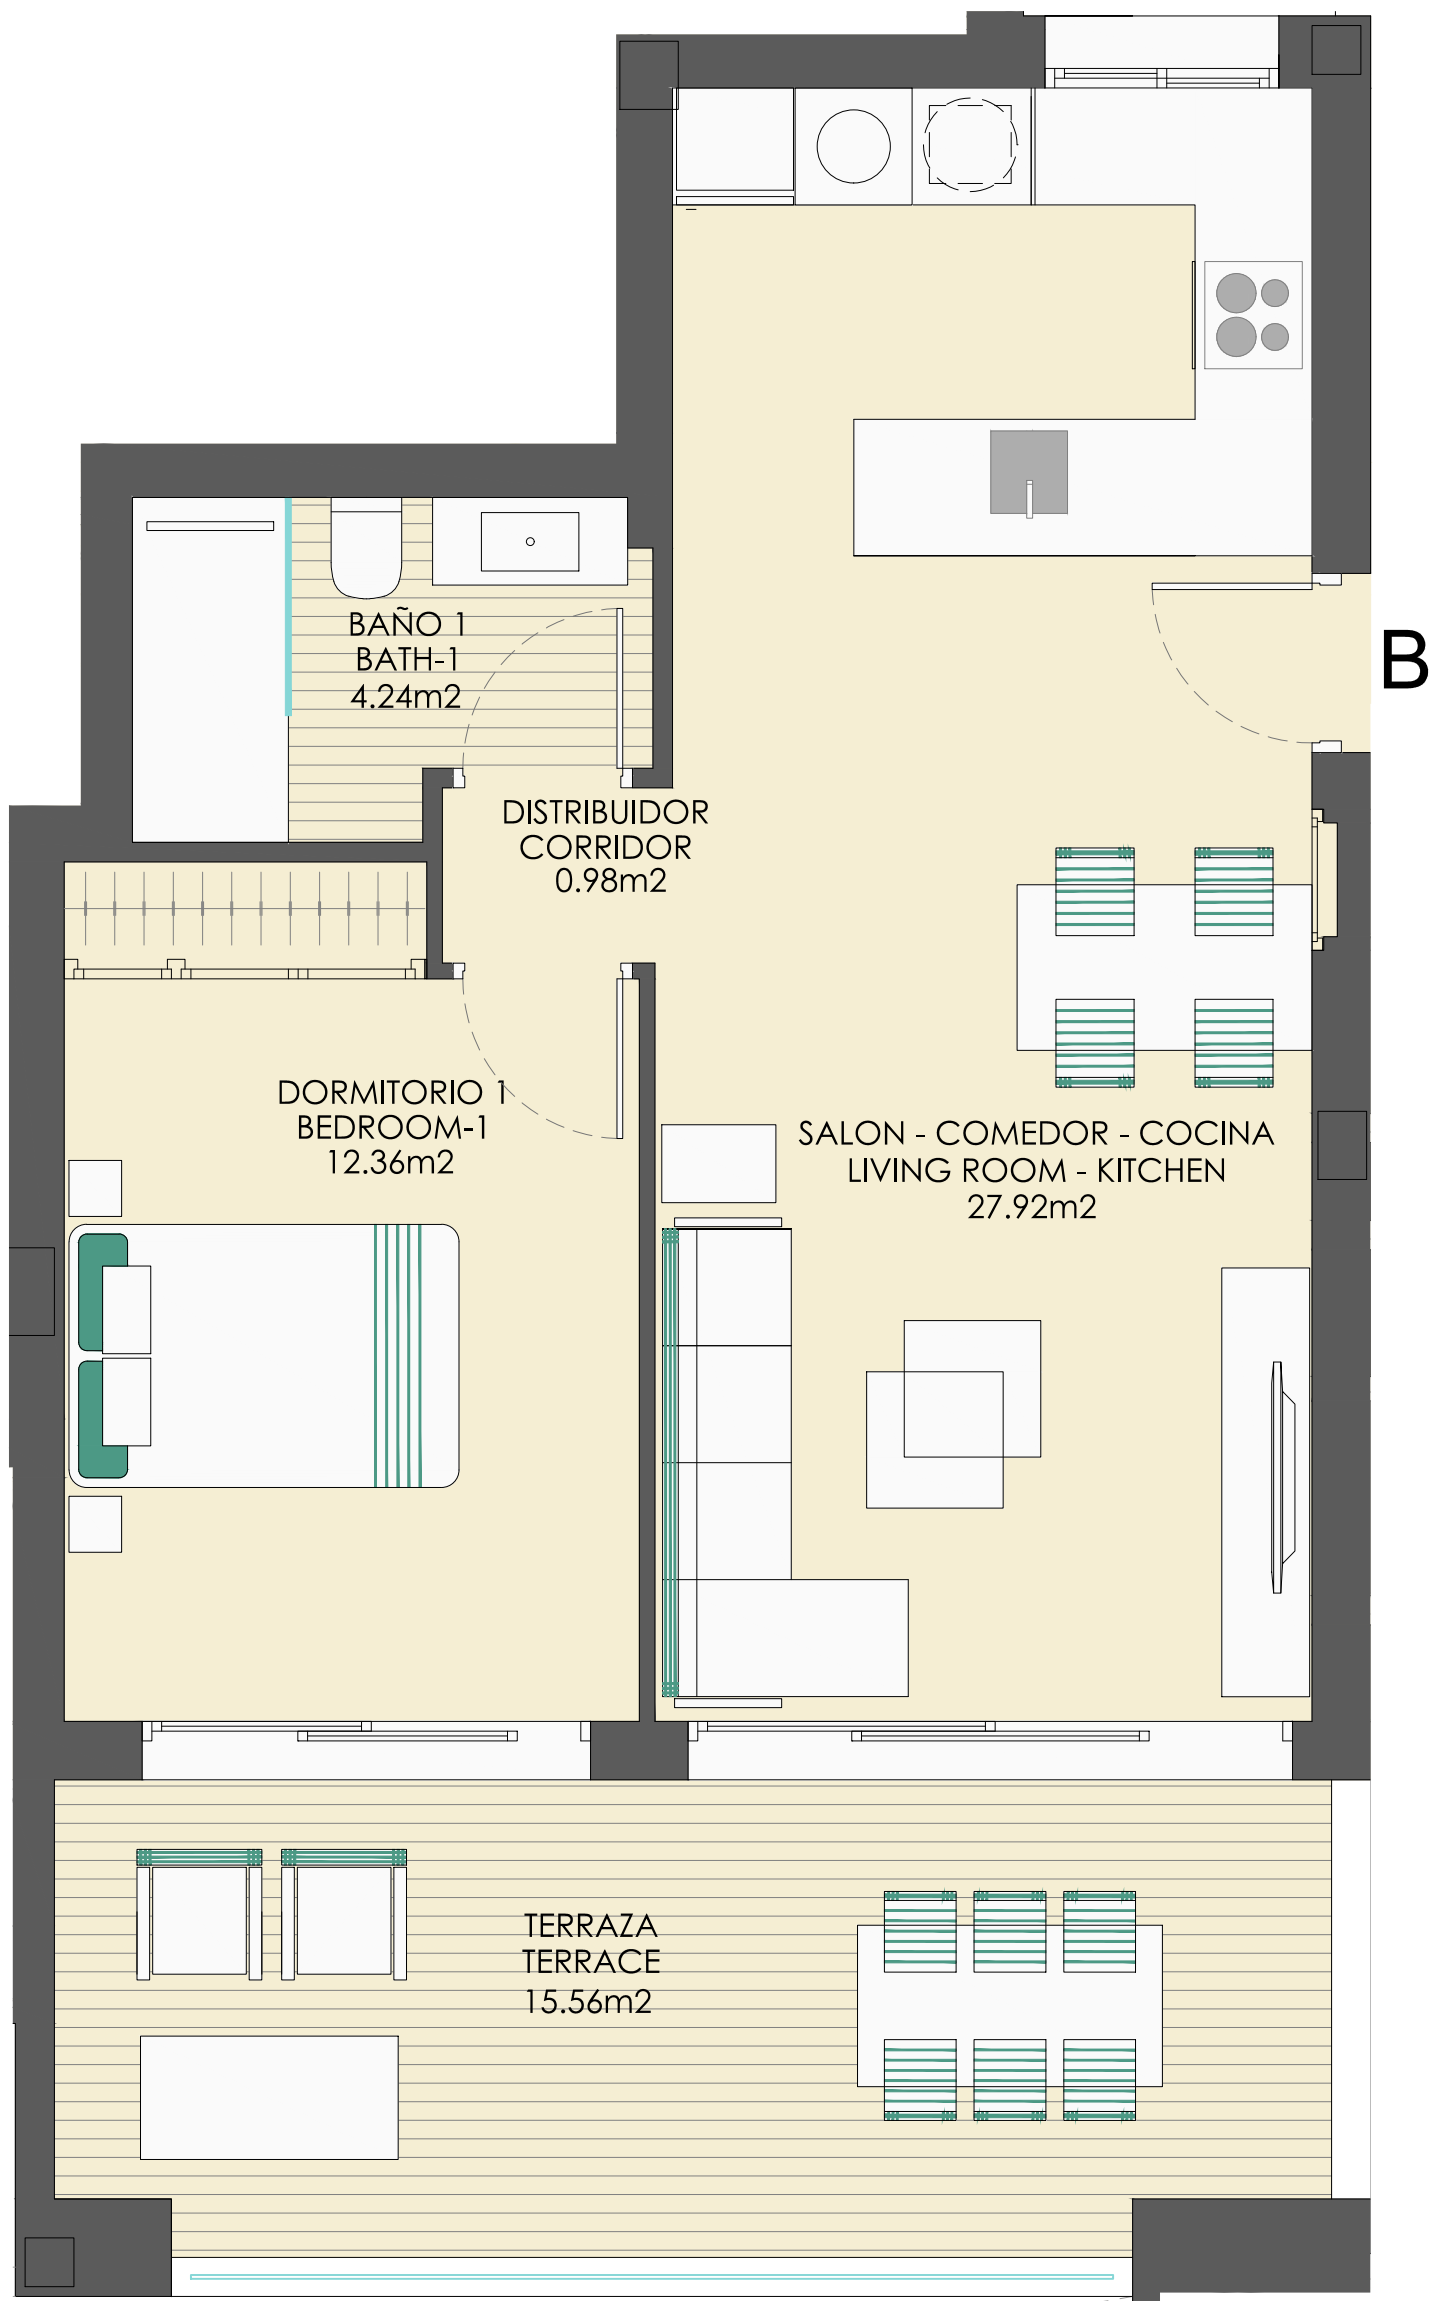 BAÑO 1
BATH-1
4.24m2
B
DISTRIBUIDOR
CORRIDOR
0.98m2
DORMITORIO 1
BEDROOM-1
12.36m2
SALON - COMEDOR - COCINA
LIVING ROOM - KITCHEN
27.92m2
TERRAZA
TERRACE
15.56m2